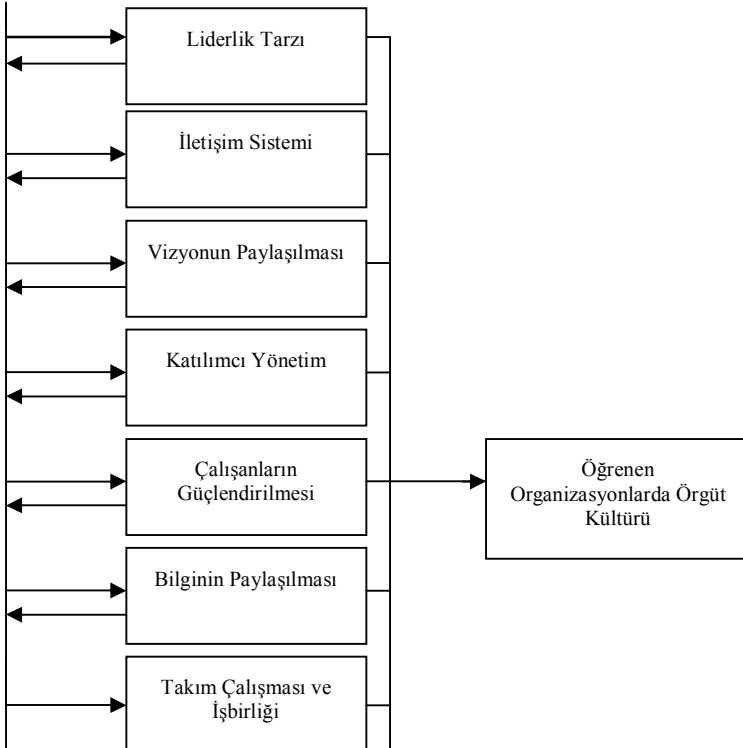 Liderlik Tarzı
İletişim Sistemi
Vizyonun Paylaşılması
Katılımcı Yönetim
Çalışanların
Güçlendirilmesi
Bilginin Paylaşılması
Takım Çalışması ve
İşbirliği
Öğrenen
Organizasyonlarda Örgüt
Kültürü